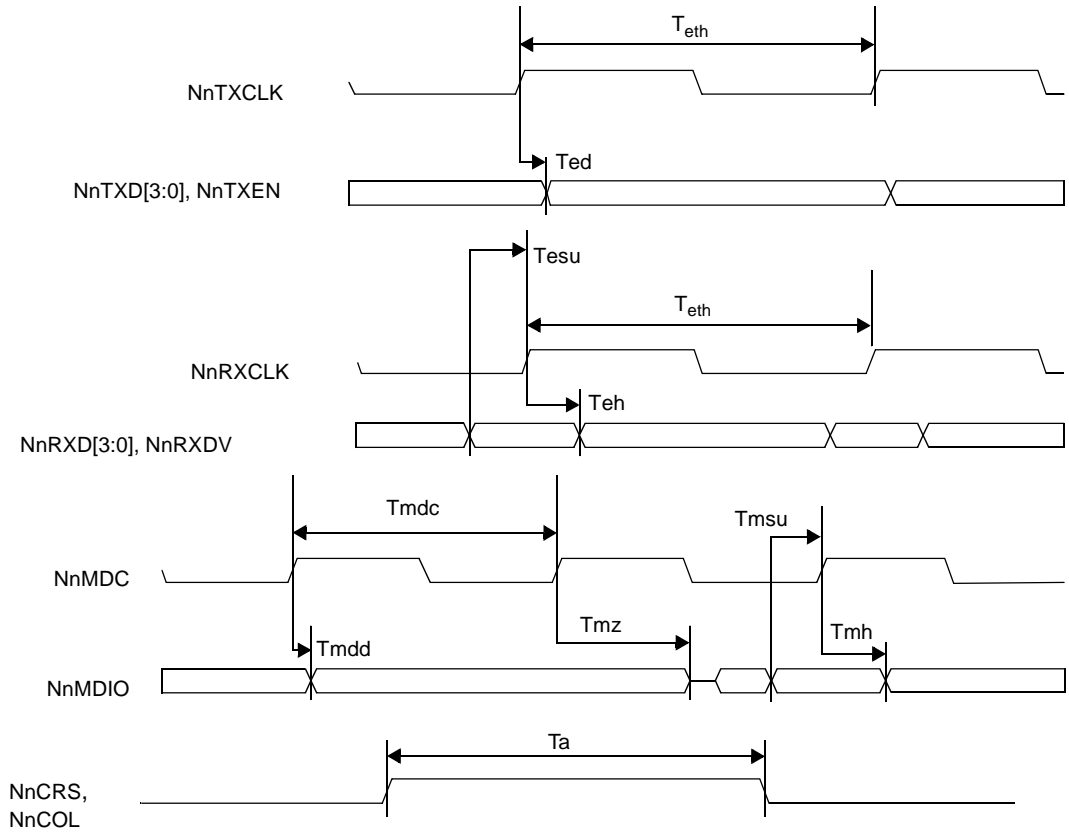 T_eth
NnTXCLK
Ted
NnTXD[3:0], NnTXEN
Tesu
T_eth
NnRXCLK
Teh
NnRXD[3:0], NnRXDV
Tmdc
Tmsu
NnMDC
Tmdd
Tmz
Tmh
NnMDIO
Ta
NnCRS,
NnCOL